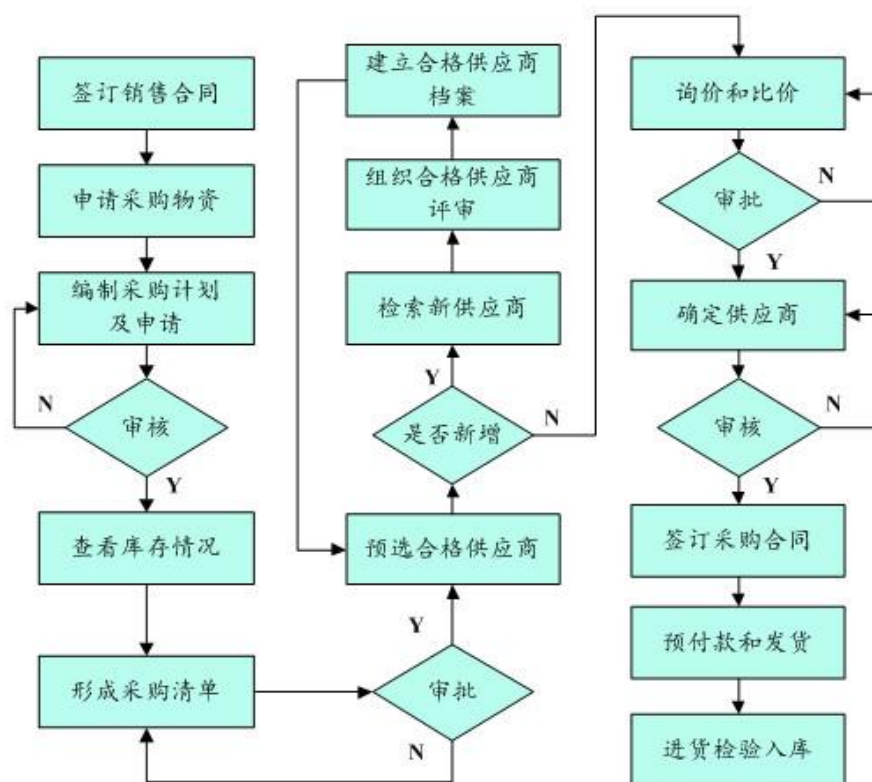 签订销售合同
申请采购物资
编制采购计划
及申请
N
审核
Y
查看库存情况
形成采购清单
建立合格供应商
档案
组织合格供应商
评审
检索新供应商
Y
是否新增
N
预选合格供应商
Y
审批
N
询价和比价
N
审批
Y
确定供应商
N
审核
Y
签订采购合同
预付款和发货
进货检验入库